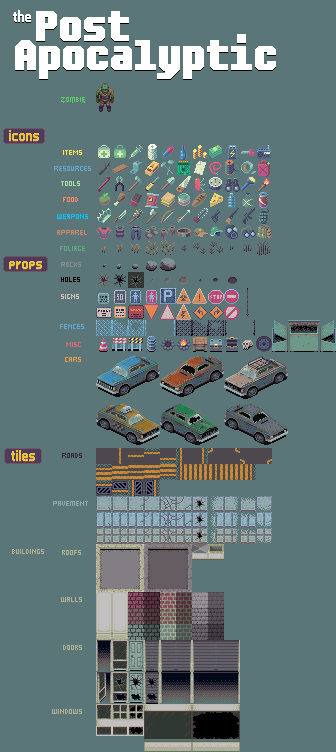 the
Post
Apocalyptic
ZOMBIE
icons
ITEMS
RESOURCES
TOOLS
FOOD
WEAPONS
APPAREL
FOLIAGE
props
ROCKS
HOLES
SIGNS
50
P
STOP
FENCES
MISC
CARS
tiles
ROADS
PAVEMENT
BUILDINGS ROOFS
WALLS
DOORS
WINDOWS